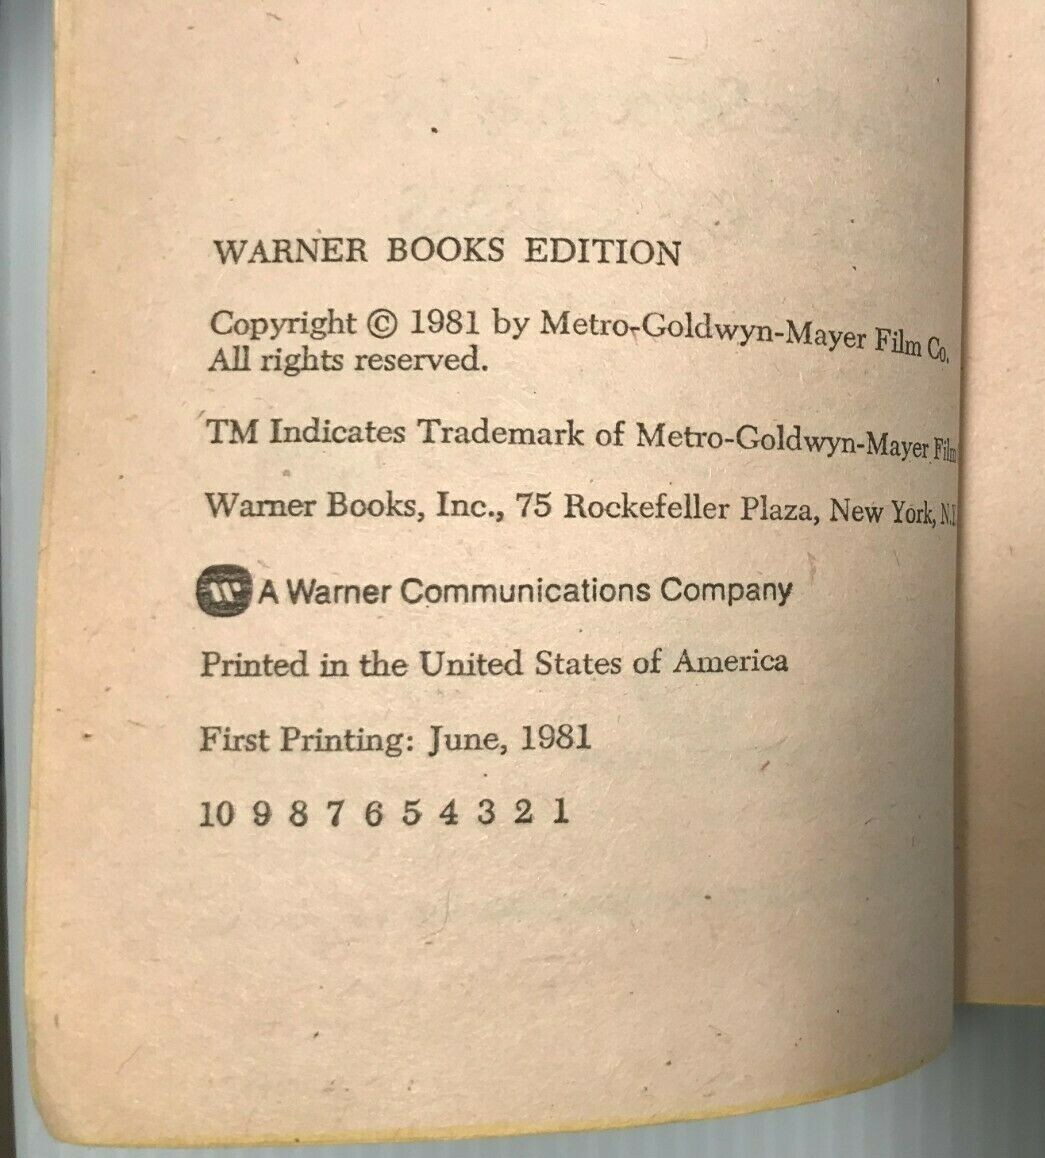 WARNER BOOKS EDITION
Copyright © 1981 by Metro-Goldwyn-Mayer Film Co.
All rights reserved.
TM Indicates Trademark of Metro-Goldwyn-Mayer Film
Warner Books, Inc., 75 Rockefeller Plaza, New York,
A Warner Communications Company
Printed in the United States of America
First Printing: June, 1981
10 9 8 7 6 5 4 3 2 1